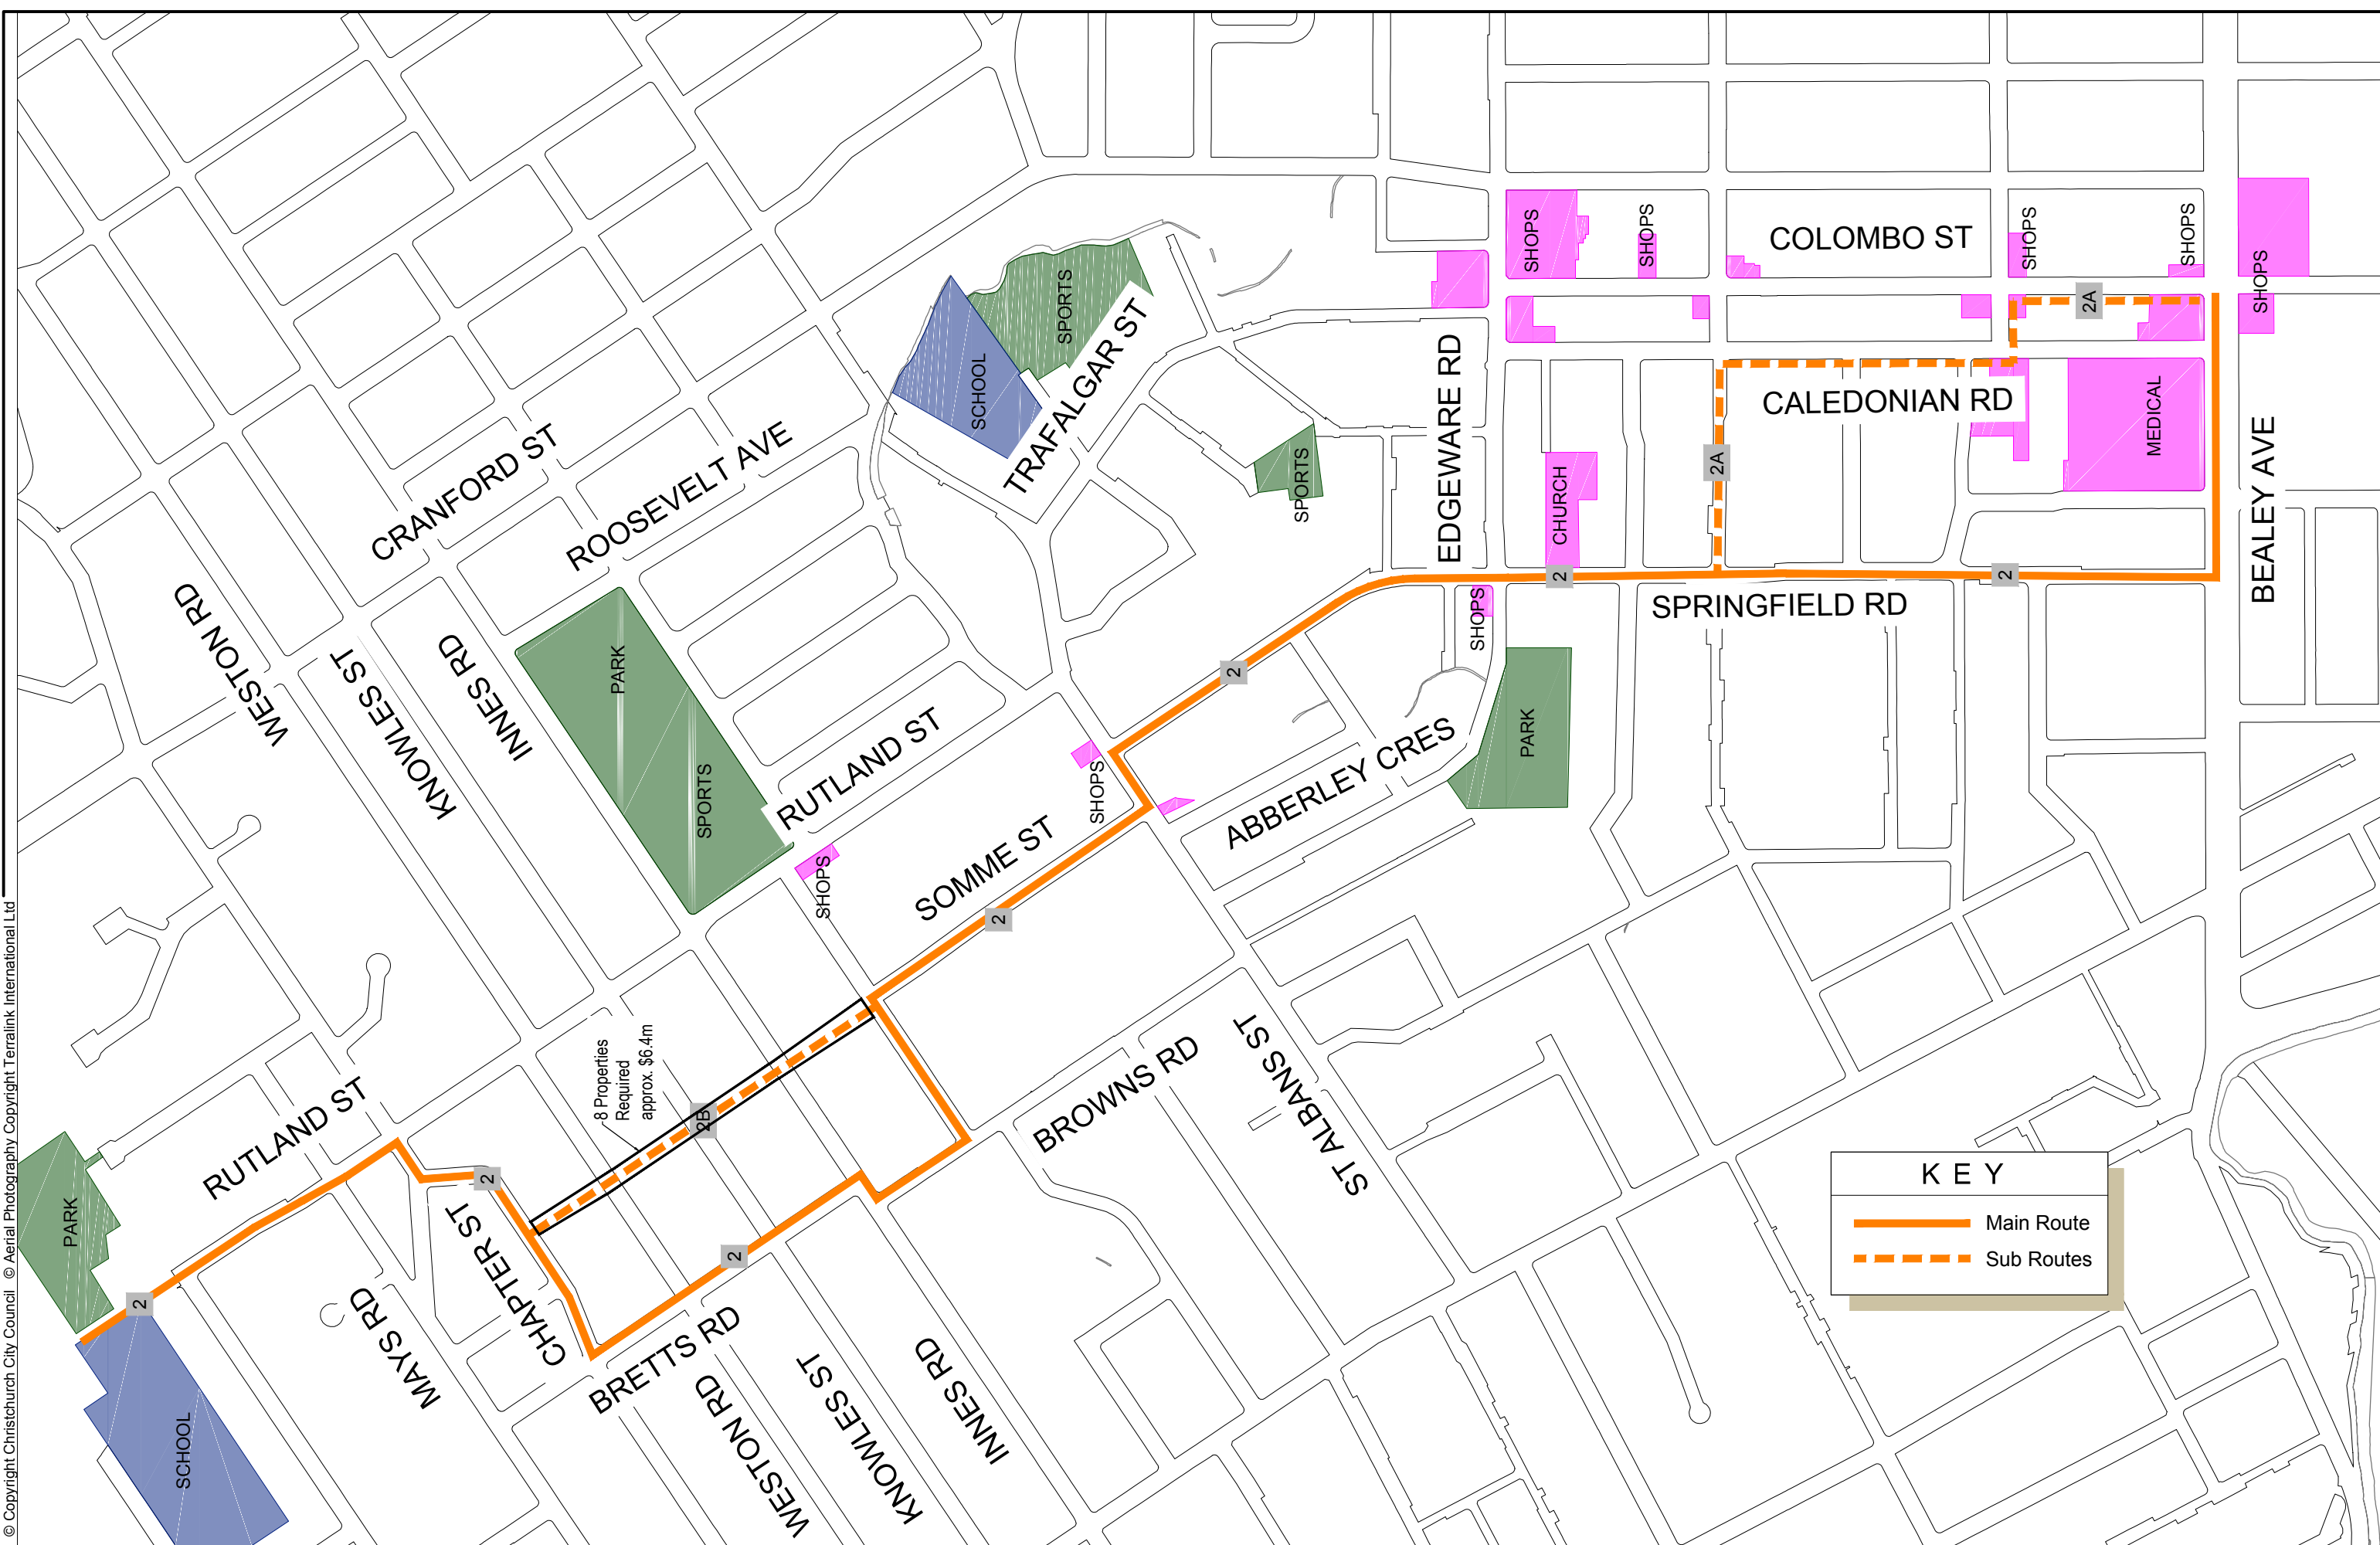 © Copyright Christchurch City Council © Aerial Photography Copyright Terralink International Ltd
WESTON RD
KNOWLES ST
INNES RD
CRANFORD ST
ROOSEVELT AVE
PARK
SPORTS
RUTLAND ST
SHOPS
SCHOOL
SPORTS
TRAFALGAR ST
SPORTS
SOMME ST
SHOPS
2
2
ABBERLEY CRES
PARK
SHOPS
EDGEWARE RD
CHURCH
2
SPRINGFIELD RD
2
SHOPS
SHOPS
COLOMBO ST
SHOPS
SHOPS
SHOPS
2A
2A
CALEDONIAN RD
MEDICAL
BEALEY AVE
PARK
RUTLAND ST
2
SCHOOL
MAYS RD
CHAPTER ST
2
8 Properties
Required
approx. $6.4m
2B
2
BRETTS RD
WESTON RD
KNOWLES ST
INNES RD
BROWNS RD
ST ALBANS ST
KEY
Main Route
Sub Routes